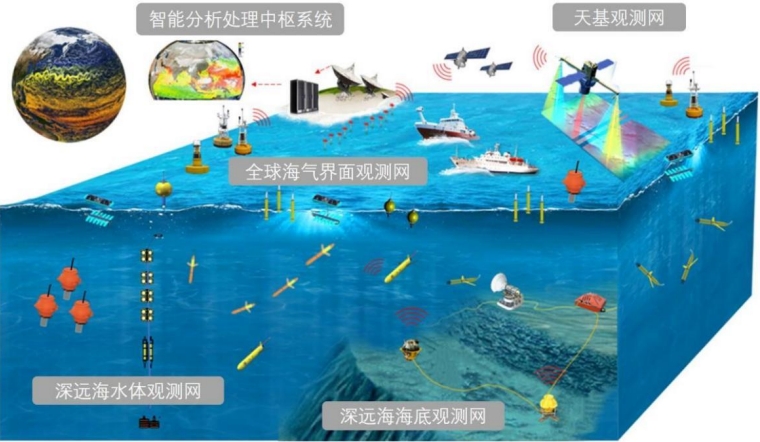 智能分析处理中枢系统
天基观测网
全球海气界面观测网
深远海水体观测网
深远海海底观测网